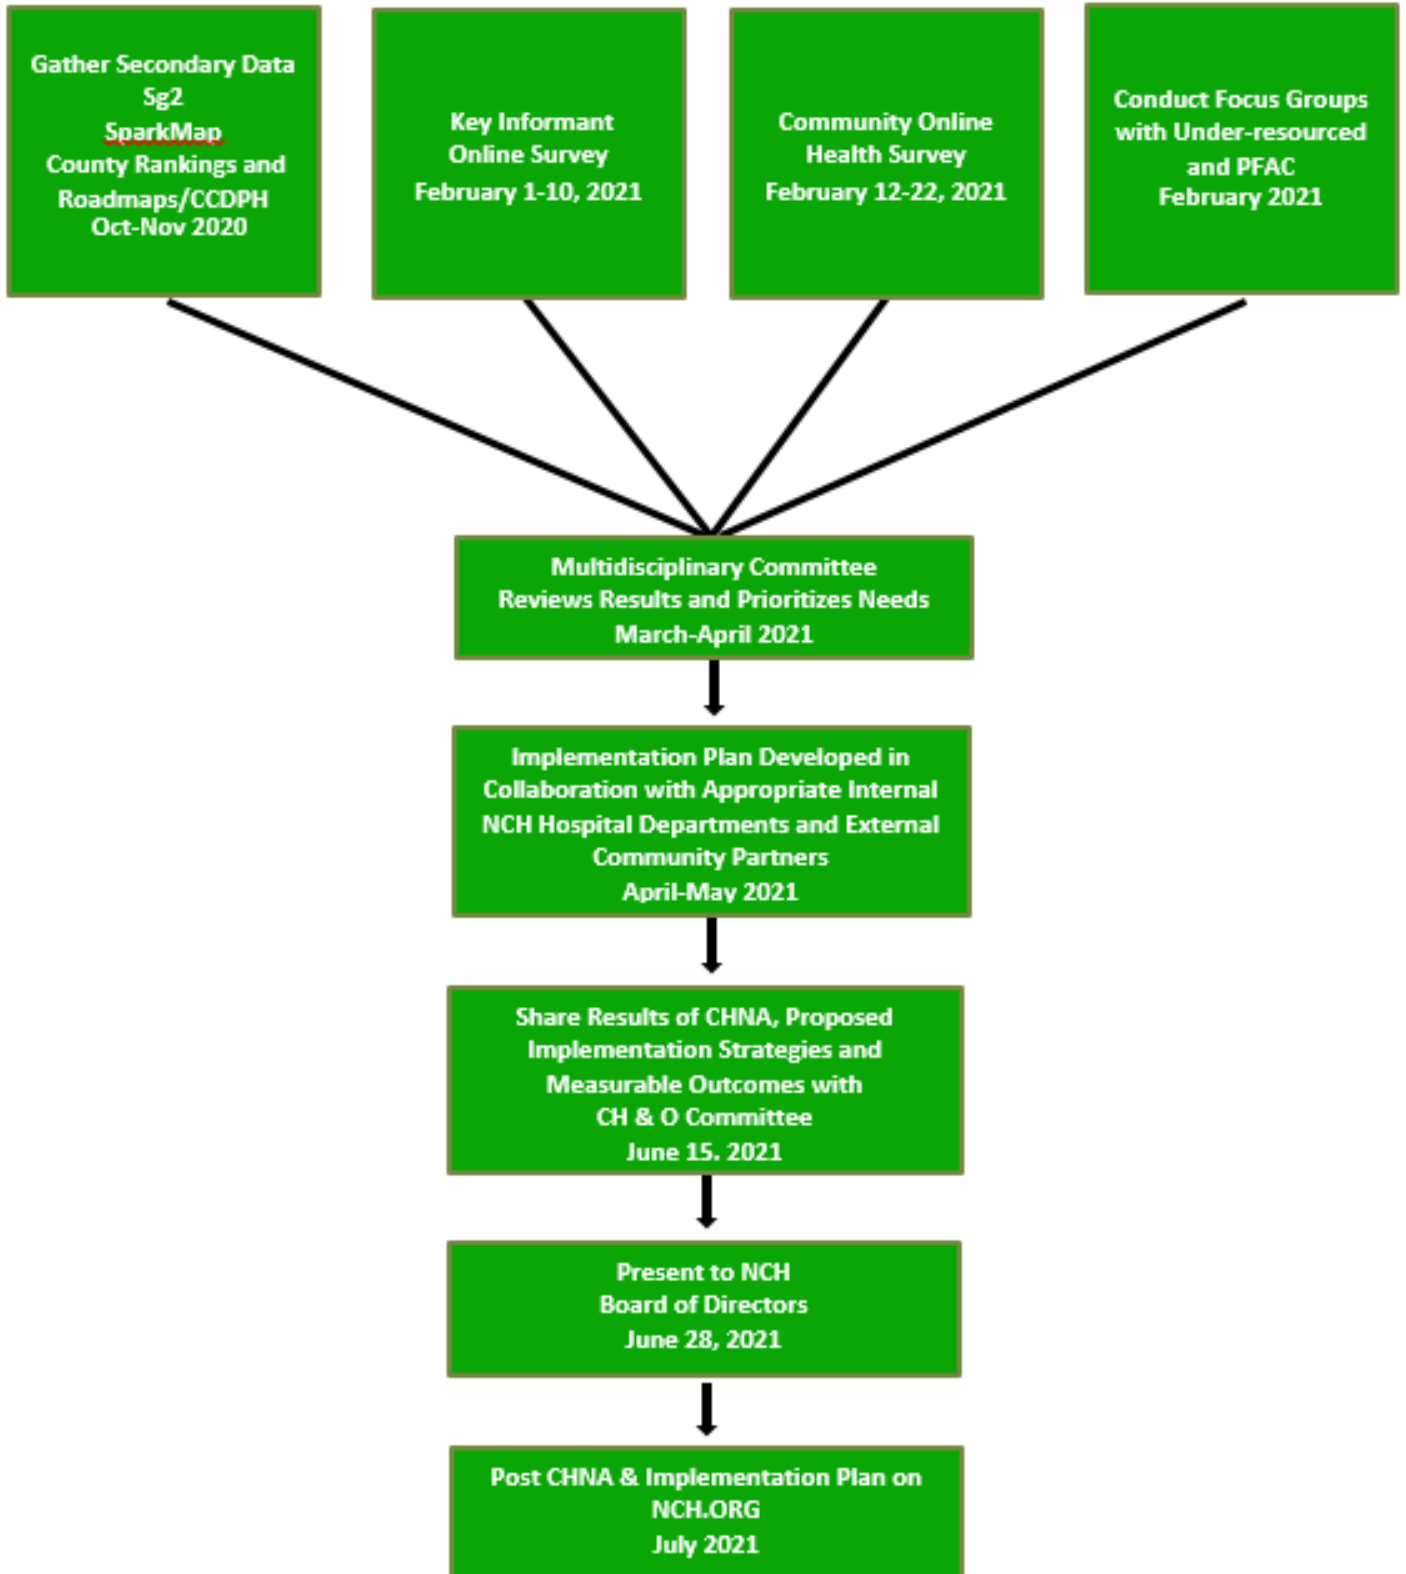 Gather Secondary Data
Sg2
SparkMap
County Rankings and
Roadmaps/CCDPH
Oct-Nov 2020
Key Informant
Online Survey
February 1-10, 2021
Community Online
Health Survey
February 12-22, 2021
Conduct Focus Groups
with Under-resourced
and PFAC
February 2021
Multidisciplinary Committee
Reviews Results and Prioritizes Needs
March-April 2021
Implementation Plan Developed in
Collaboration with Appropriate Internal
NCH Hospital Departments and External
Community Partners
April-May 2021
Share Results of CHNA, Proposed
Implementation Strategies and
Measurable Outcomes with
CH & O Committee
June 15. 2021
Present to NCH
Board of Directors
June 28, 2021
Post CHNA & Implementation Plan on
NCH.ORG
July 2021